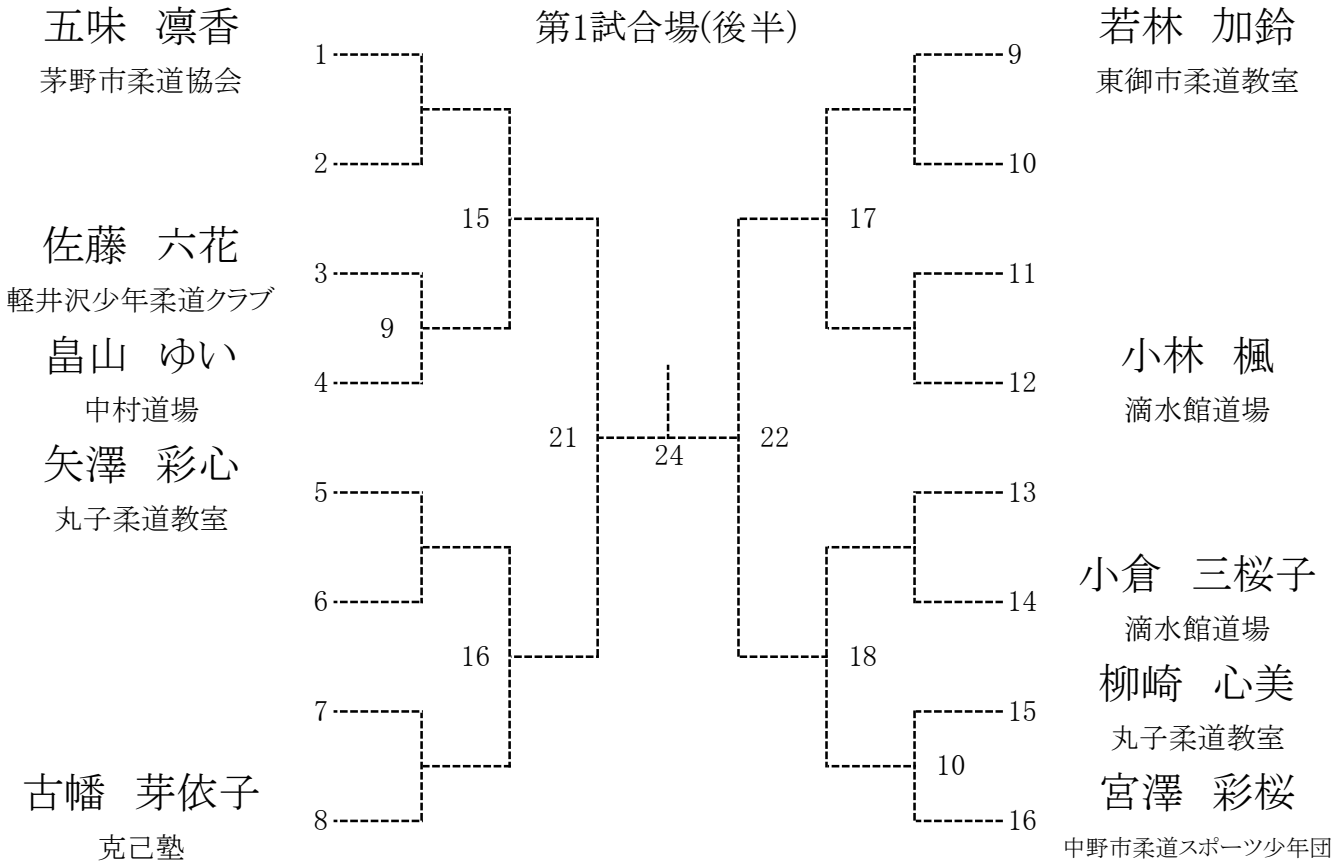 第1試合場(後半)
五味　凛香
茅野市柔道協会
1
2
佐藤　六花
軽井沢少年柔道クラブ
3
畠山　ゆい
中村道場
4
矢澤　彩心
丸子柔道教室
5
6
7
古幡　芽依子
克己塾
8
9
15
16
21
24
22
17
18
10
若林　加鈴
東御市柔道教室
9
10
11
小林　楓
滴水館道場
12
13
小倉　三桜子
滴水館道場
14
柳崎　心美
丸子柔道教室
15
宮澤　彩桜
中野市柔道スポーツ少年団
16